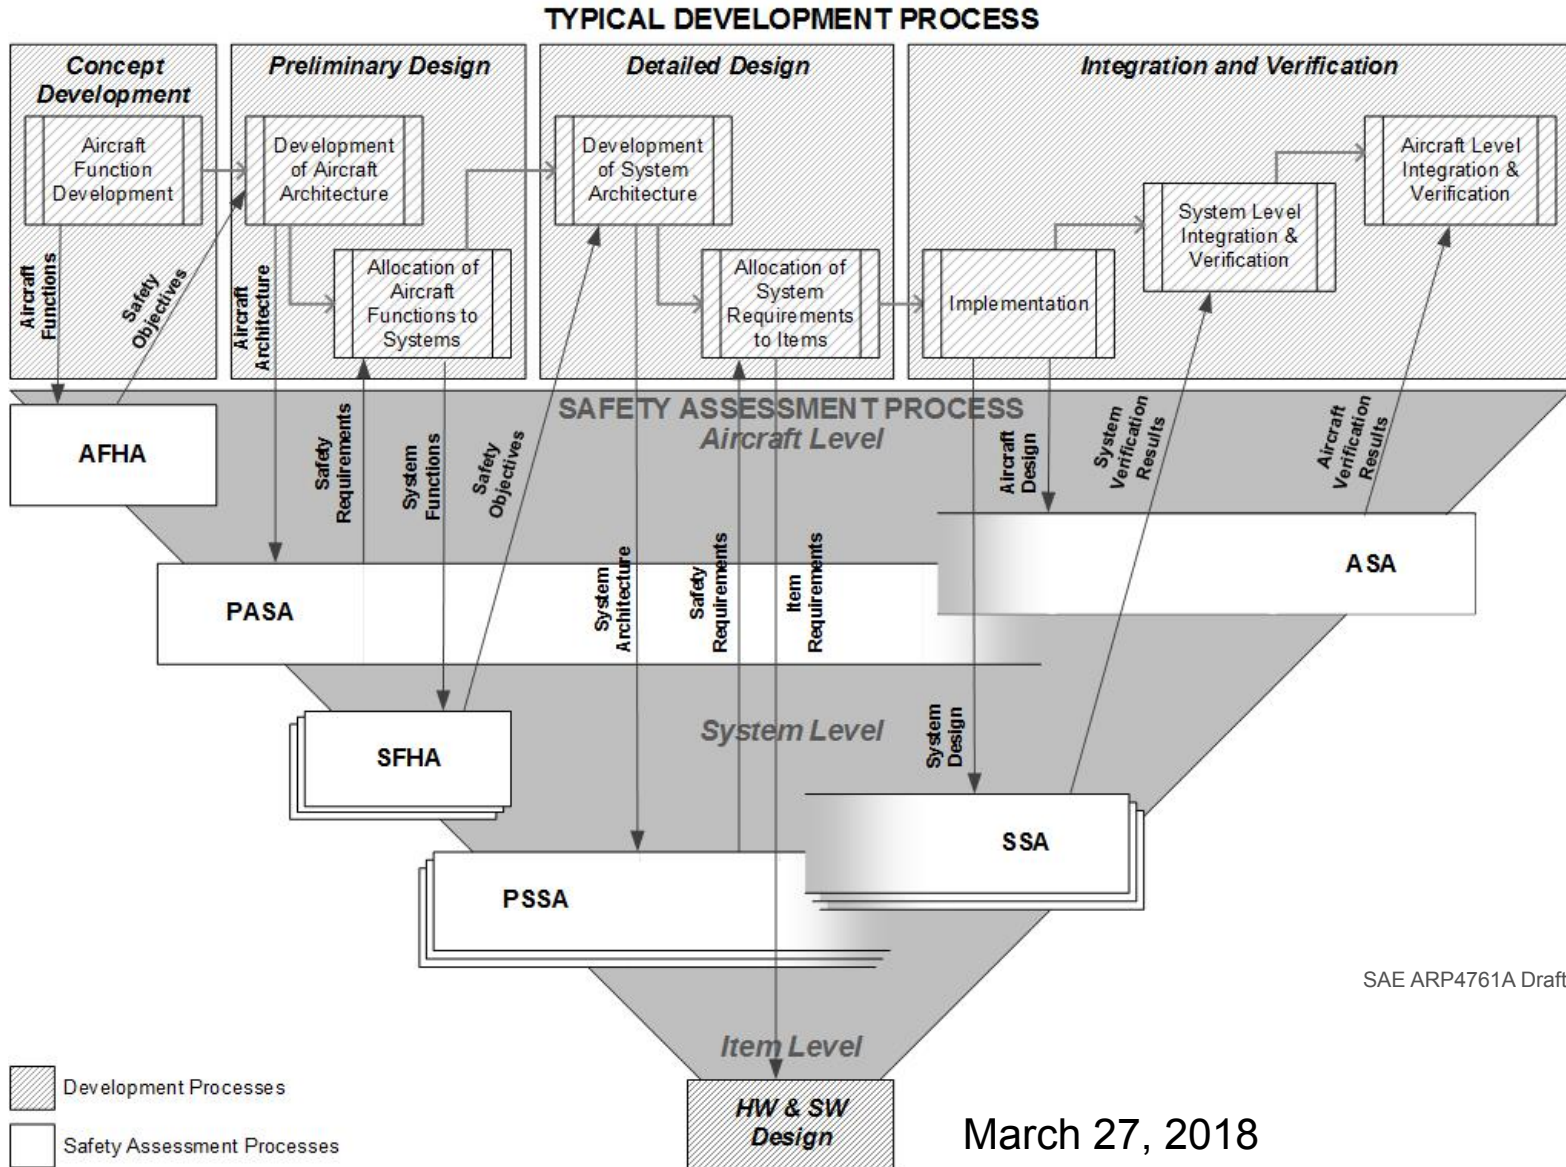 TYPICAL DEVELOPMENT PROCESS
Concept
Development
Preliminary Design
Detailed Design
Integration and Verification
Aircraft
Function
Development
Development
of Aircraft
Architecture
Allocation of
Aircraft
Functions to
Systems
Development
of System
Architecture
Allocation of
System
Requirements
to Items
Implementation
System Level
Integration &
Verification
Aircraft Level
Integration &
Verification
Aircraft
Functions
Safety
Objectives
Aircraft
Architecture
SAFETY ASSESSMENT PROCESS
Aircraft Level
AFHA
Safety
Requirements
System
Functions
Safety
Objectives
Aircraft
Design
System
Verification
Results
Aircraft
Verification
Results
PASA
System
Architecture
Safety
Requirements
Item
Requirements
ASA
System Level
SFHA
System
Design
SSA
PSSA
SAE ARP4761A Draft
Item Level
HW & SW
Design
Development Processes
Safety Assessment Processes
March 27, 2018